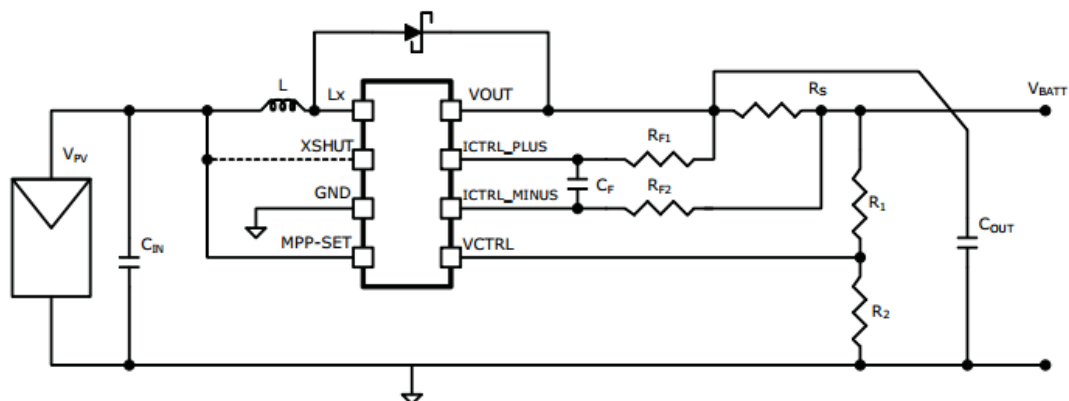 L
Lx
VOUT
RS
VBATT
VPV
XSHUT
ICTRL_PLUS
RF1
GND
CF
ICTRL_MINUS
RF2
R1
CIN
MPP-SET
VCTRL
COUT
R2